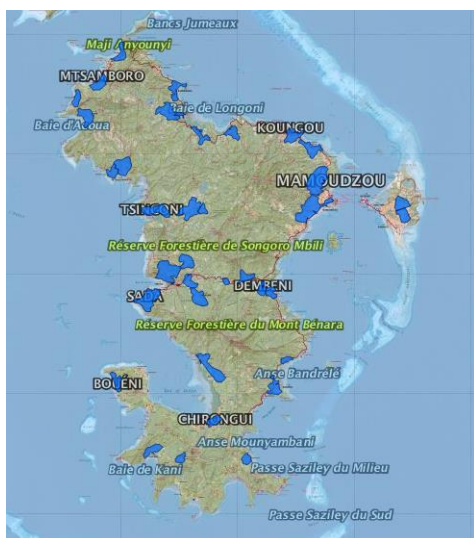 Bancs Jumeaux
Maji Anyounyi
MTSAMBORO
Baie de Longoni
Baie d'Acoua
KOUNGOU
MAMOUDZOU
TSINGONI
Réserve Forestière de Songoro Mbili
DEMBENI
SADA
Réserve Forestière du Mont Bénara
Anse Bandrélé
BOUÉNI
CHIRONGUI
Anse Mounyambani
Baie de Kani
Passe Saziley du Milieu
Passe Saziley du Sud